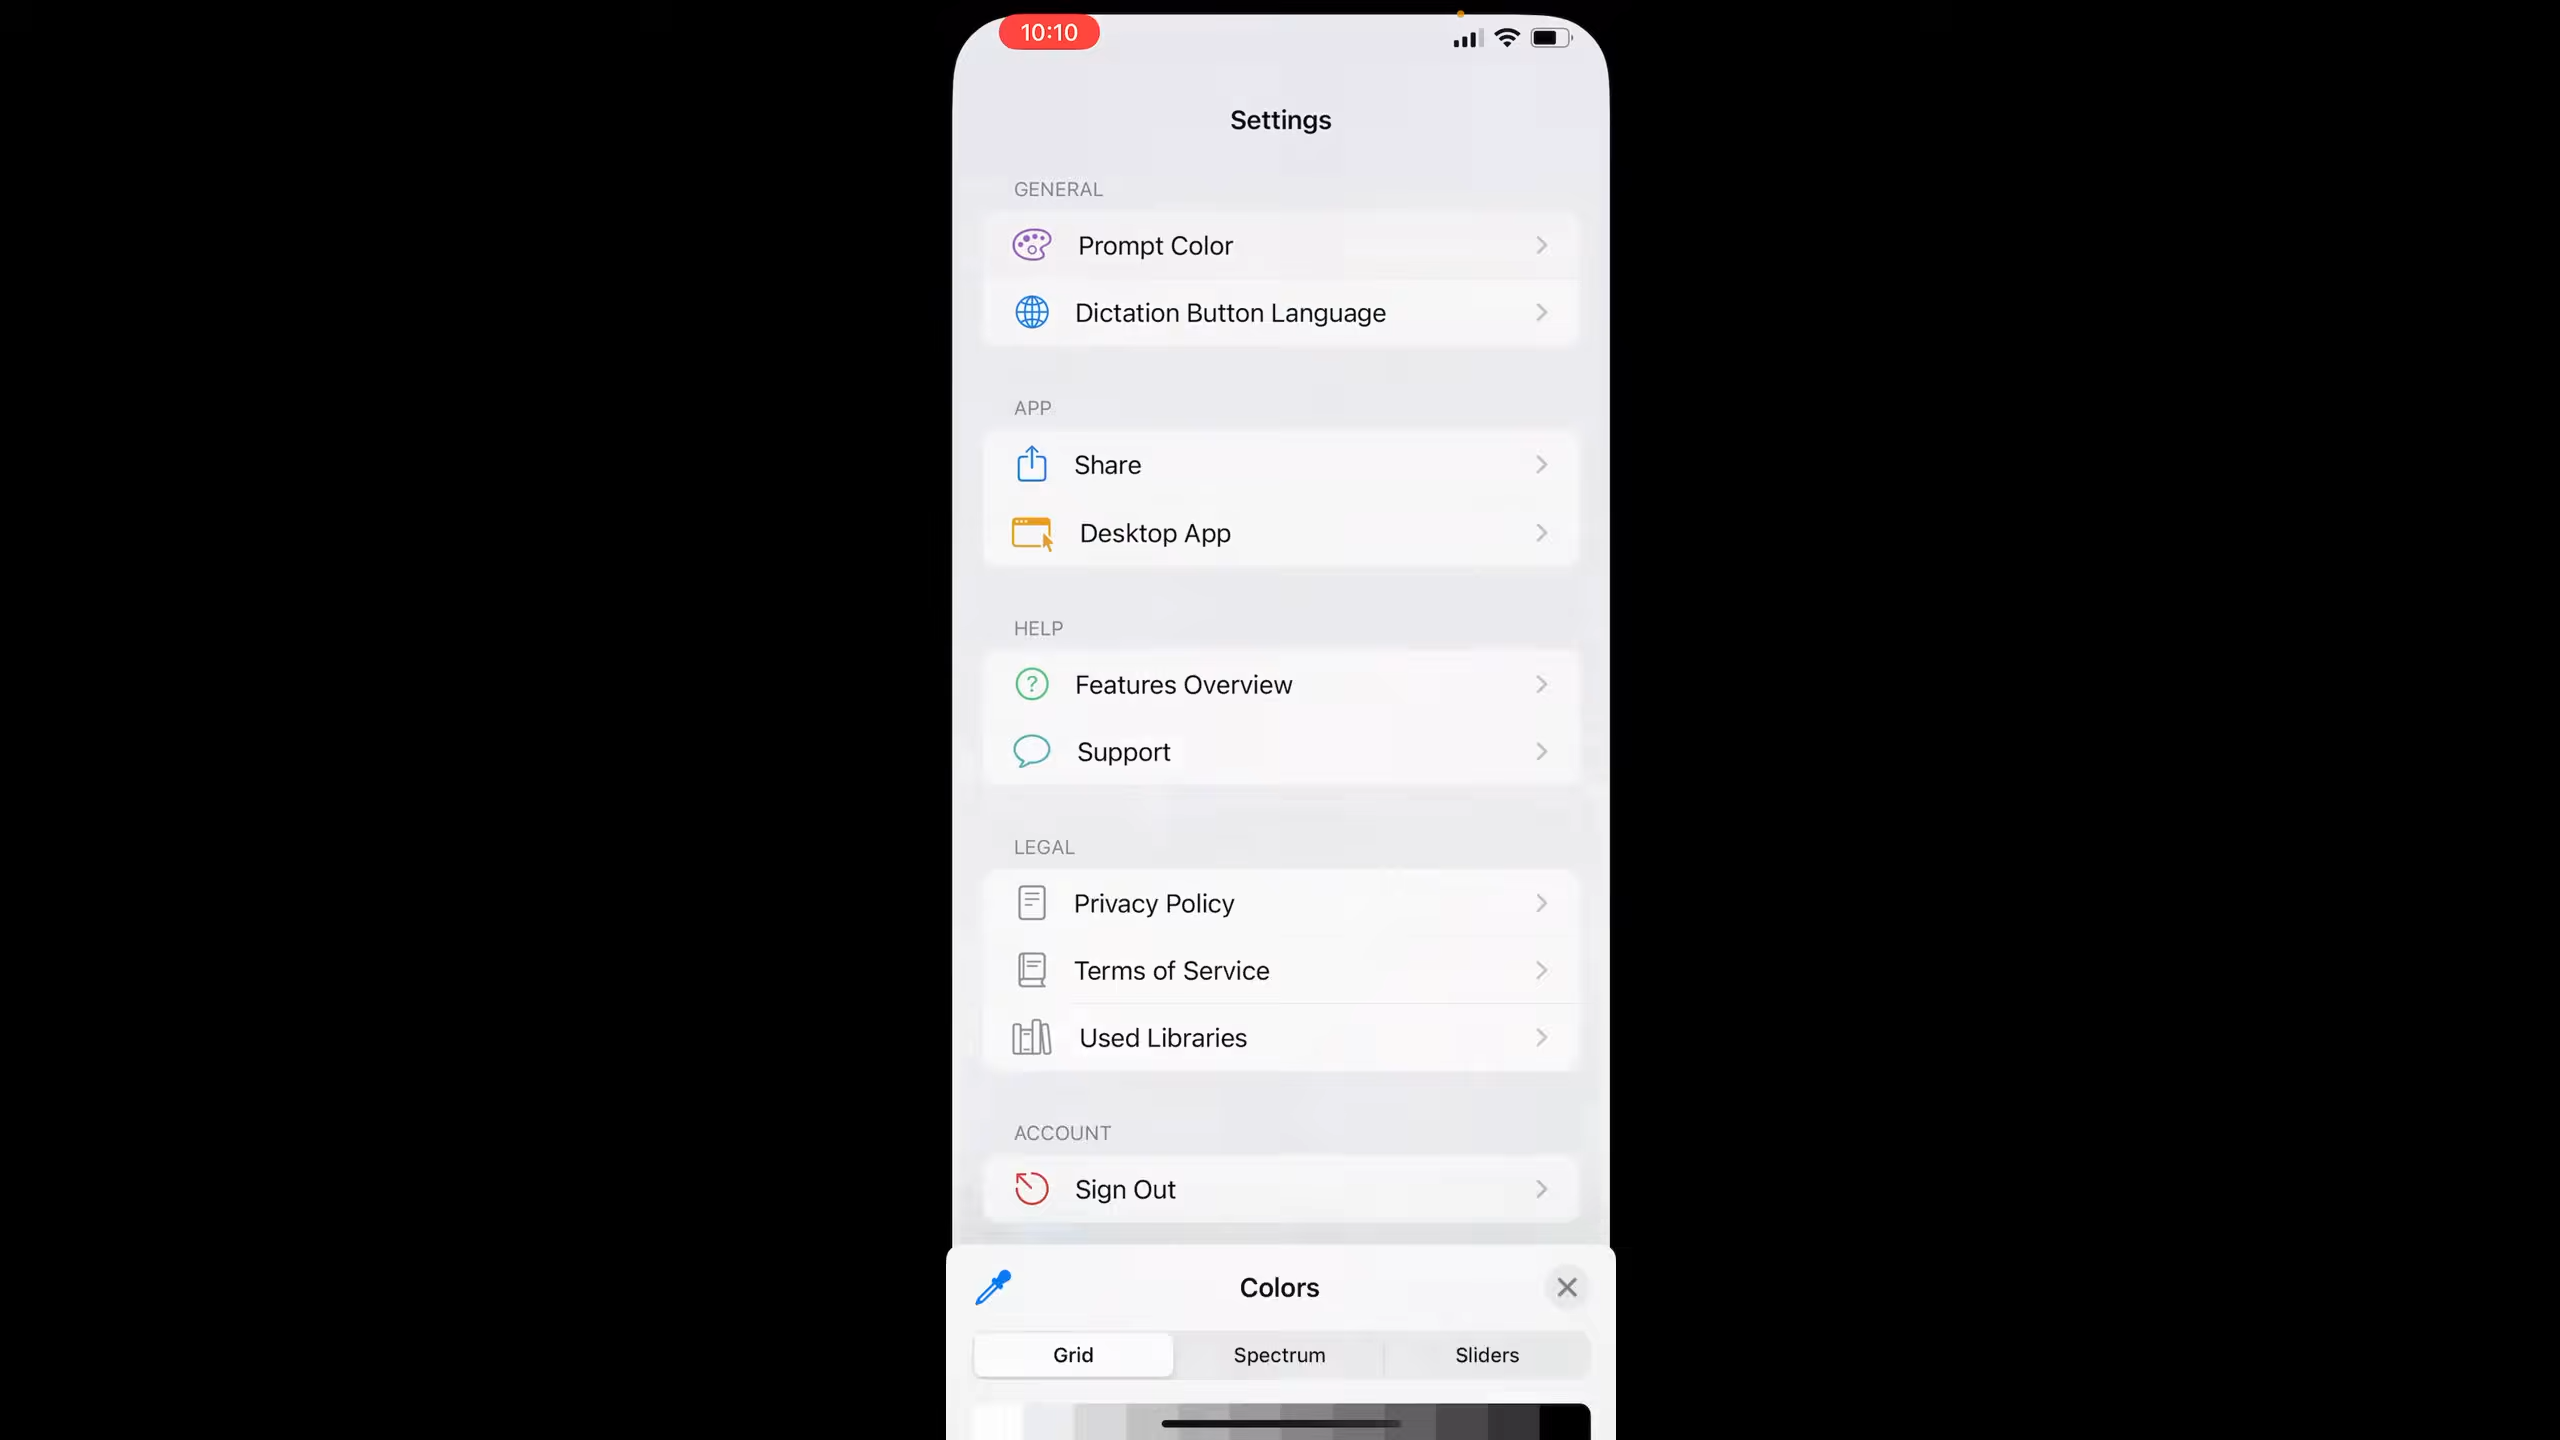 10:10
Settings
GENERAL
Prompt Color
Dictation Button Language
APP
Share
Desktop App
HELP
Features Overview
Support
LEGAL
Privacy Policy
Terms of Service
Used Libraries
ACCOUNT
Sign Out
Colors
Grid Spectrum Sliders